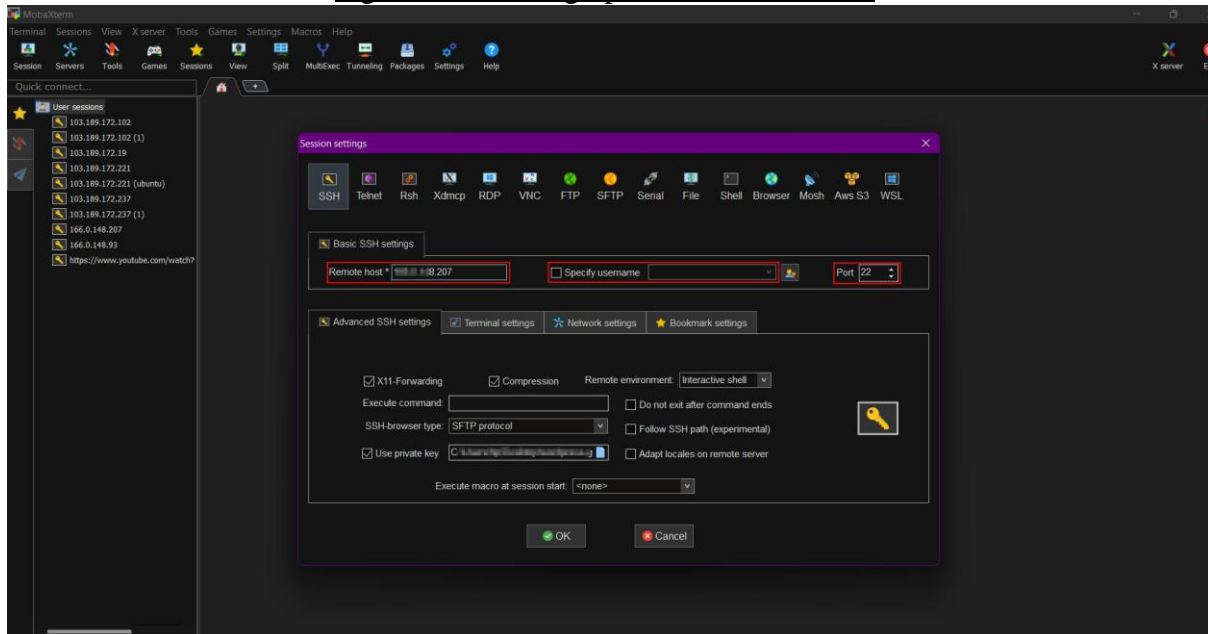 MobaXterm
Terminal Sessions View X server Tools Games Settings Macros Help
Session Servers Tools Games Sessions View Split MultiExec Tunneling Packages Settings Help X server
Quick connect...
User sessions
103.189.172.102
103.189.172.102 (1)
103.189.172.19
103.189.172.221
103.189.172.221 (ubuntu)
103.189.172.237
103.189.172.237 (1)
166.0.148.207
166.0.148.93
https://www.youtube.com/watch?
Session settings
SSH Telnet Rsh Xdmcp RDP VNC FTP SFTP Serial File Shell Browser Mosh Aws S3 WSL
Basic SSH settings
Remote host * 8.207 Specify username Port 22
Advanced SSH settings Terminal settings Network settings Bookmark settings
X11-Forwarding Compression Remote environment: Interactive shell
Execute command: Do not exit after command ends
SSH-browser type: SFTP protocol Follow SSH path (experimental)
Use private key Adapt locales on remote server
Execute macro at session start: <none>
OK Cancel